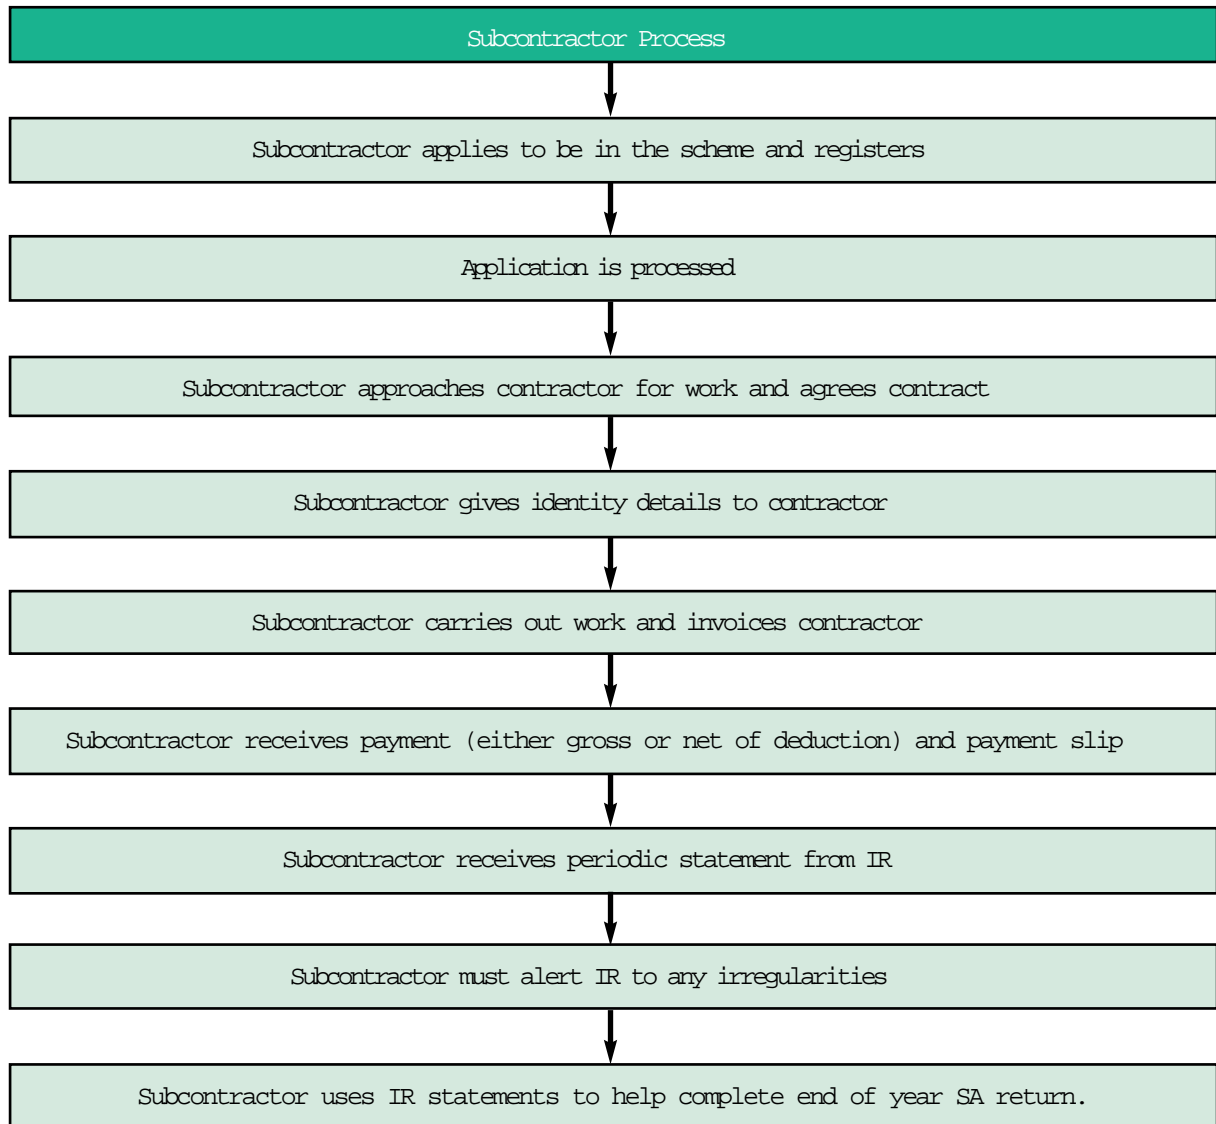 Subcontractor Process
Subcontractor applies to be in the scheme and registers
Application is processed
Subcontractor approaches contractor for work and agrees contract
Subcontractor gives identity details to contractor
Subcontractor carries out work and invoices contractor
Subcontractor receives payment (either gross or net of deduction) and payment slip
Subcontractor receives periodic statement from IR
Subcontractor must alert IR to any irregularities
Subcontractor uses IR statements to help complete end of year SA return.